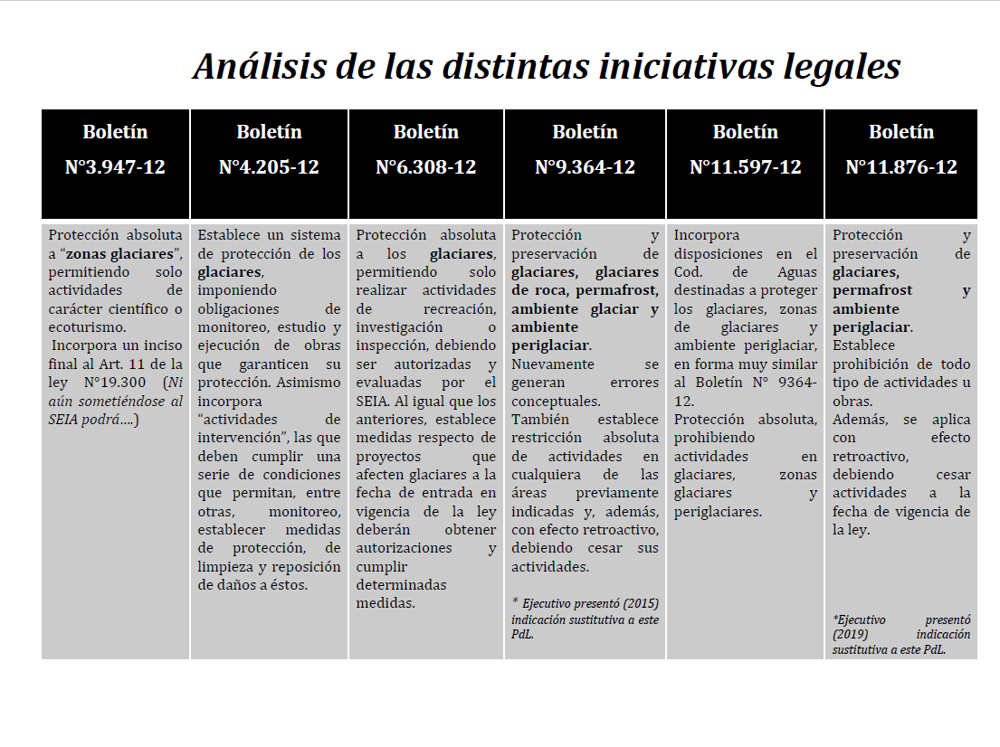 Análisis de las distintas iniciativas legales
Boletín
N°3.947-12
Boletín
N°4.205-12
Boletín
N°6.308-12
Boletín
N°9.364-12
Boletín
N°11.597-12
Boletín
N°11.876-12
Protección absoluta
a “zonas glaciares”,
permitiendo solo
actividades de
carácter científico o
ecoturismo.
Incorpora un inciso
final al Art. 11 de la
ley N°19.300 (Ni
aún sometiéndose al
SEIA podrá….)
Establece un sistema
de protección de los
glaciares,
imponiendo
obligaciones de
monitoreo, estudio y
ejecución de obras
que garanticen su
protección. Asimismo
incorpora
“actividades de
intervención”, las que
deben cumplir una
serie de condiciones
que permitan, entre
otras, monitoreo,
establecer medidas
de protección, de
limpieza y reposición
de daños a éstos.
Protección absoluta
a los glaciares,
permitiendo solo
realizar actividades
de recreación,
investigación o
inspección, debiendo
ser autorizadas y
evaluadas por el
SEIA. Al igual que los
anteriores, establece
medidas respecto de
proyectos que
afecten glaciares a la
fecha de entrada en
vigencia de la ley
deberán obtener
autorizaciones y
cumplir
determinadas
medidas.
Protección y
preservación de
glaciares, glaciares
de roca, permafrost,
ambiente glaciar y
ambiente
periglaciar.
Nuevamente se
generan errores
conceptuales.
También establece
restricción absoluta
de actividades en
cualquiera de las
áreas previamente
indicadas y, además,
con efecto retroactivo,
debiendo cesar sus
actividades.
* Ejecutivo presentó (2015)
indicación sustitutiva a este
PdL.
Incorpora
disposiciones en el
Cod. de Aguas
destinadas a proteger
los glaciares, zonas
de glaciares y
ambiente periglaciar,
en forma muy similar
al Boletín N° 9364-
12.
Protección absoluta,
prohibiendo
actividades en
glaciares, zonas
glaciares y
periglaciares.
Protección y
preservación de
glaciares,
permafrost y
ambiente
periglaciar.
Establece
prohibición de todo
tipo de actividades u
obras.
Además, se aplica
con efecto
retroactivo,
debiendo cesar
actividades a la
fecha de vigencia de
la ley.
*Ejecutivo presentó
(2019) indicación
sustitutiva a este PdL.